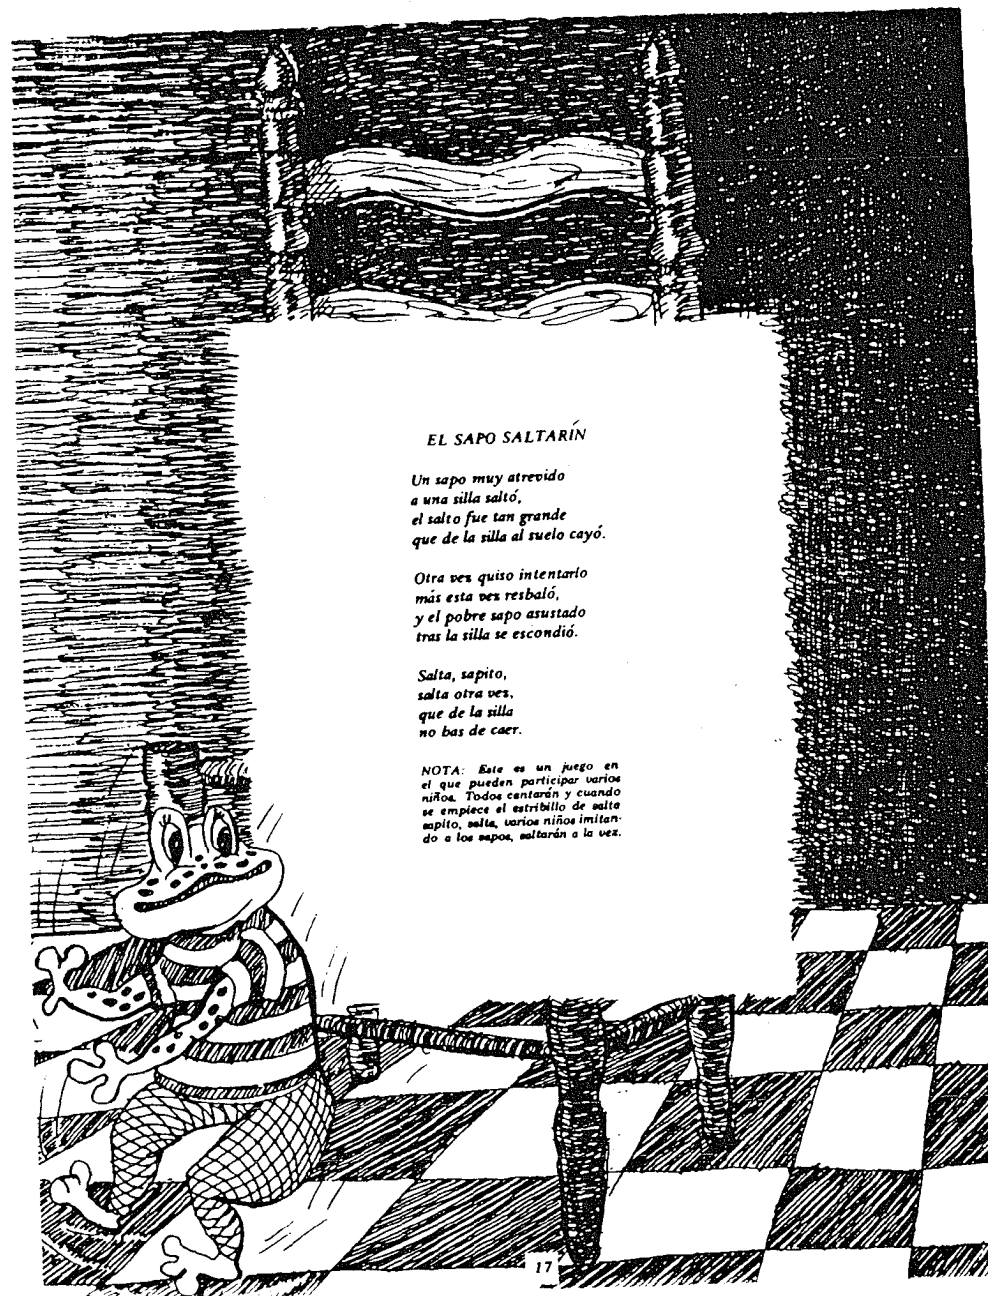 EL SAPO SALTARÍN
Un sapo muy atrevido
a una silla saltó,
el salto fue tan grande
que de la silla al suelo cayó.
Otra vez quiso intentarlo
más esta vez resbaló,
y el pobre sapo asustado
tras la silla se escondió.
Salta, sapito,
salta otra vez,
que de la silla
no bas de caer.
NOTA: Este es un juego en
el que pueden participar varios
niños. Todos cantarán y cuando
se empiece el estribillo de salta
sapito, salta, varios niños imitan-
do a los sapos, saltarán a la vez.
17